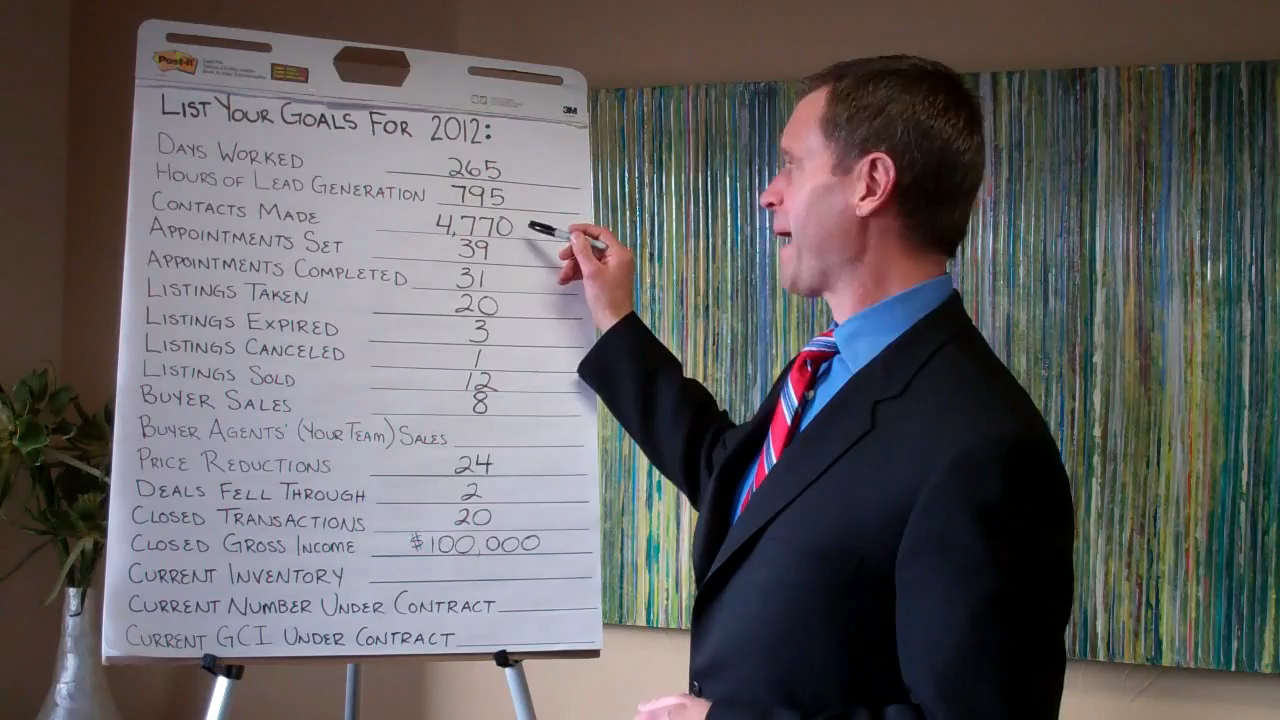 Post-it
3M
LIST YOUR GOALS FOR 2012:
DAYS WORKED 265
HOURS OF LEAD GENERATION 795
CONTACTS MADE 4,770
APPOINTMENTS SET 39
APPOINTMENTS COMPLETED 31
LISTINGS TAKEN 20
LISTINGS EXPIRED 3
LISTINGS CANCELED 1
LISTINGS SOLD 12
BUYER SALES 8
BUYER AGENTS' (YOUR TEAM) SALES
PRICE REDUCTIONS 24
DEALS FELL THROUGH 2
CLOSED TRANSACTIONS 20
CLOSED GROSS INCOME $100,000
CURRENT INVENTORY
CURRENT NUMBER UNDER CONTRACT
CURRENT GCI UNDER CONTRACT